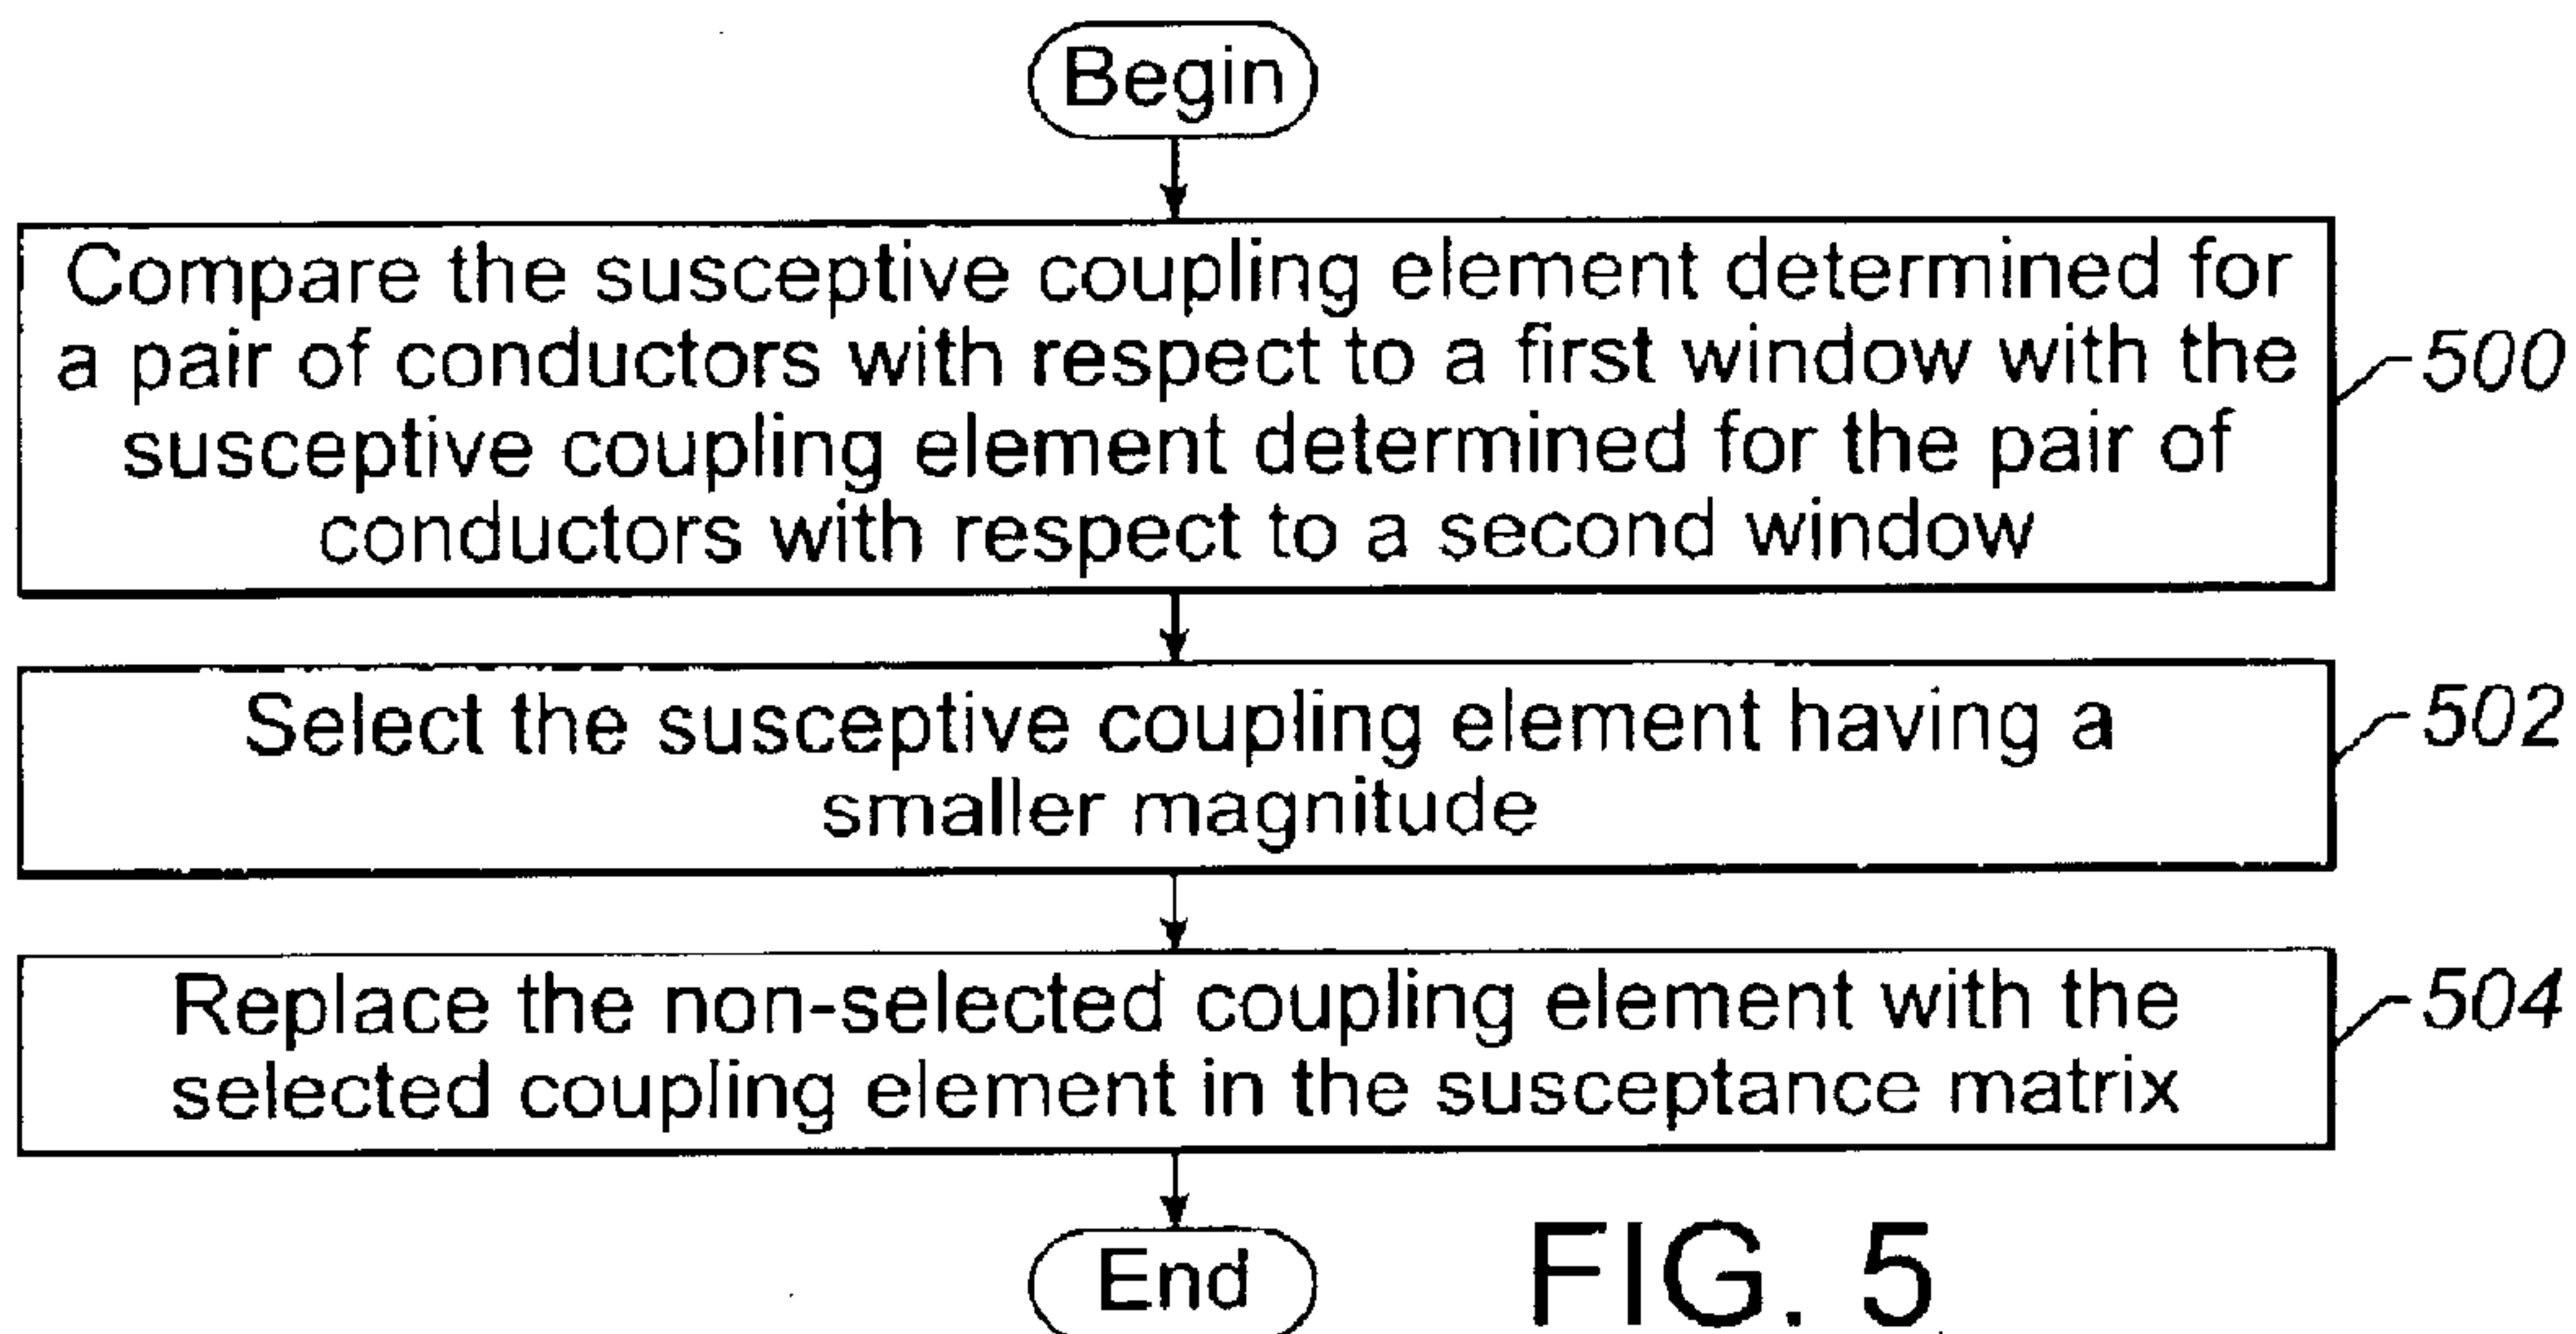 Begin
Compare the susceptive coupling element determined for
a pair of conductors with respect to a first window with the
susceptive coupling element determined for the pair of
conductors with respect to a second window
500
Select the susceptive coupling element having a
smaller magnitude
502
Replace the non-selected coupling element with the
selected coupling element in the susceptance matrix
504
End
FIG. 5